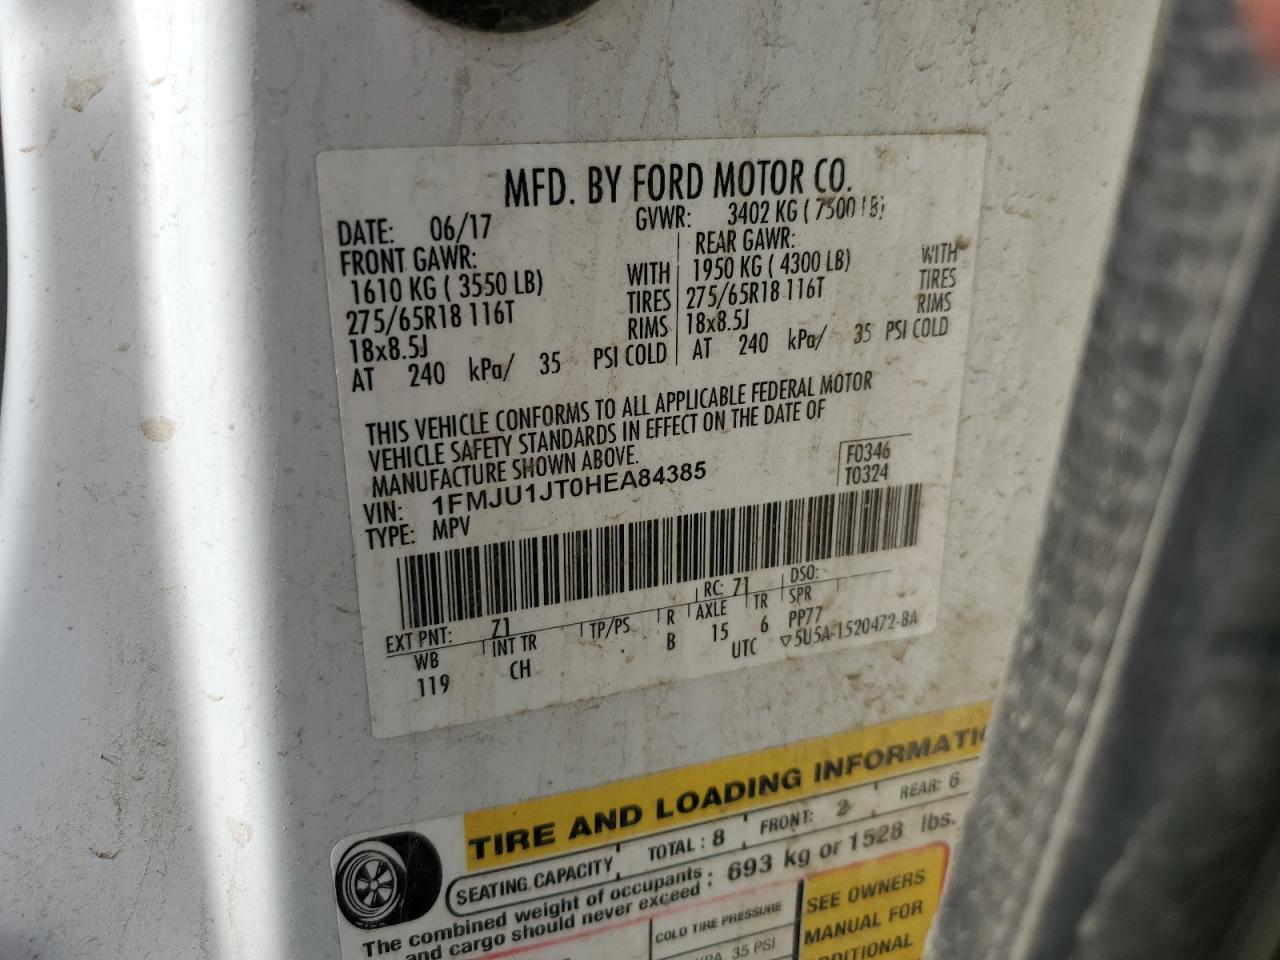 MFD. BY FORD MOTOR CO.
DATE: 06/17 GVWR: 3402 KG ( 7500 LB)
FRONT GAWR: REAR GAWR:
1610 KG ( 3550 LB) WITH 1950 KG ( 4300 LB) WITH
275/65R18 116T TIRES 275/65R18 116T TIRES
18x8.5J RIMS 18x8.5J RIMS
AT 240 kPa/ 35 PSI COLD AT 240 kPa/ 35 PSI COLD
THIS VEHICLE CONFORMS TO ALL APPLICABLE FEDERAL MOTOR
VEHICLE SAFETY STANDARDS IN EFFECT ON THE DATE OF
MANUFACTURE SHOWN ABOVE.
F0346
VIN: 1FMJU1JT0HEA84385 T0324
TYPE: MPV
EXT PNT: Z1 RC: 71 DSO:
WB INT TR TP/PS R AXLE TR SPR
119 CH B 15 6 PP77
UTC ▽5U5A-1520472-BA
TIRE AND LOADING INFORMATI
SEATING CAPACITY TOTAL : 8 FRONT: 2 REAR: 6
The combined weight of occupants
and cargo should never exceed : 693 kg or 1528 lbs.
COLD TIRE PRESSURE
KPA, 35 PSI
SEE OWNERS
MANUAL FOR
DDITIONAL